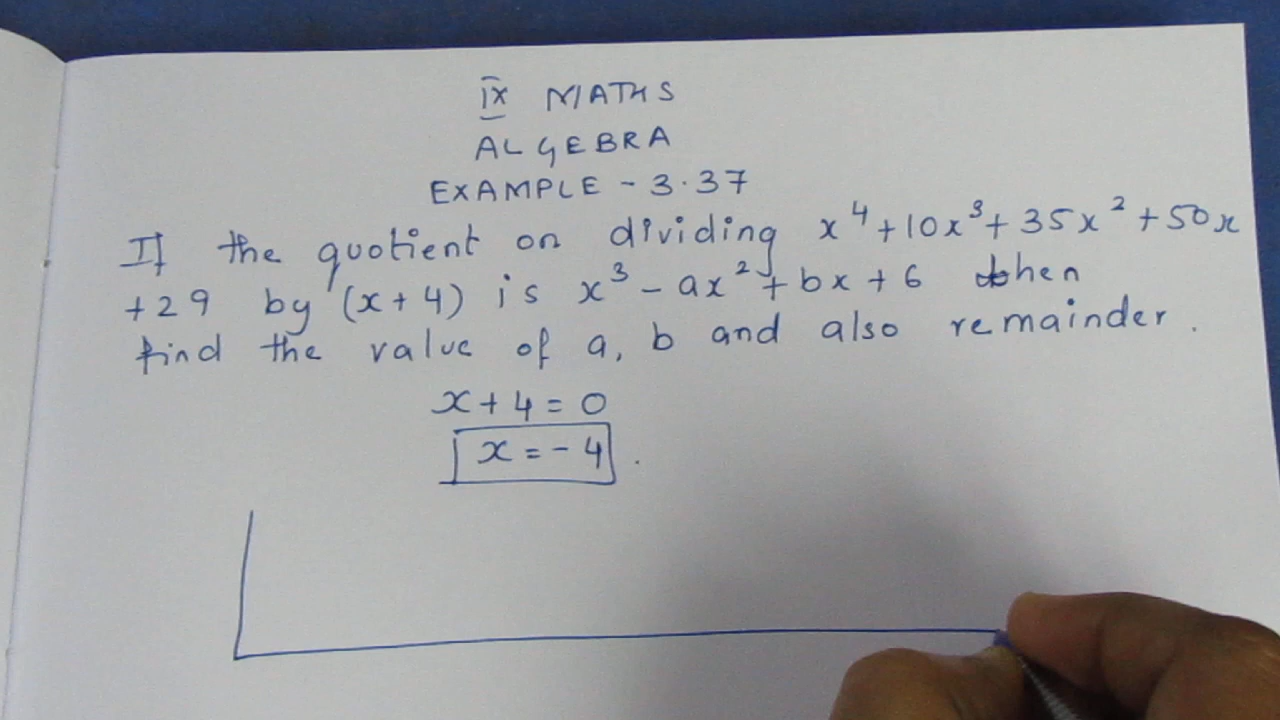 IX MATHS
ALGEBRA
EXAMPLE - 3.37
If the quotient on dividing x⁴+10x³+35x²+50x
+29 by (x+4) is x³-ax²+bx+6 then
find the value of a, b and also remainder.
x+4=0
x=-4.